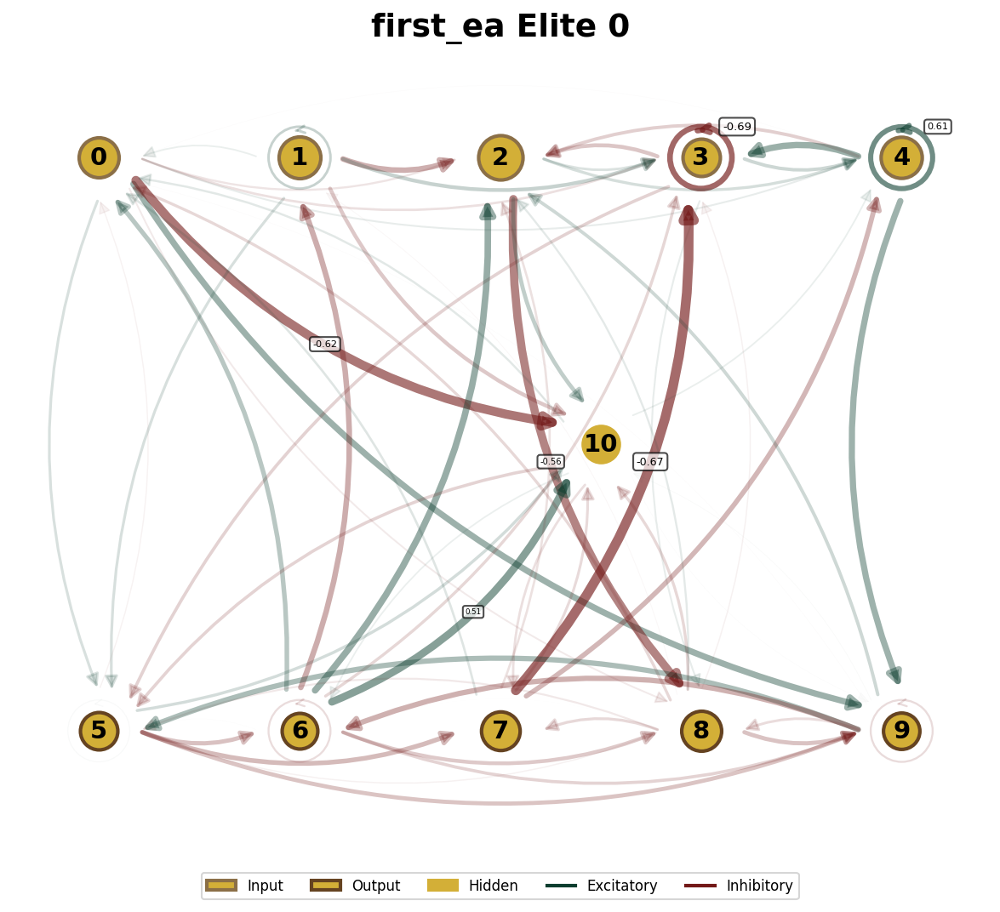 first_ea Elite 0
-0.69
0.61
0
1
2
3
4
-0.62
10
-0.56
-0.67
0.51
5
6
7
8
9
Input
Output
Hidden
Excitatory
Inhibitory